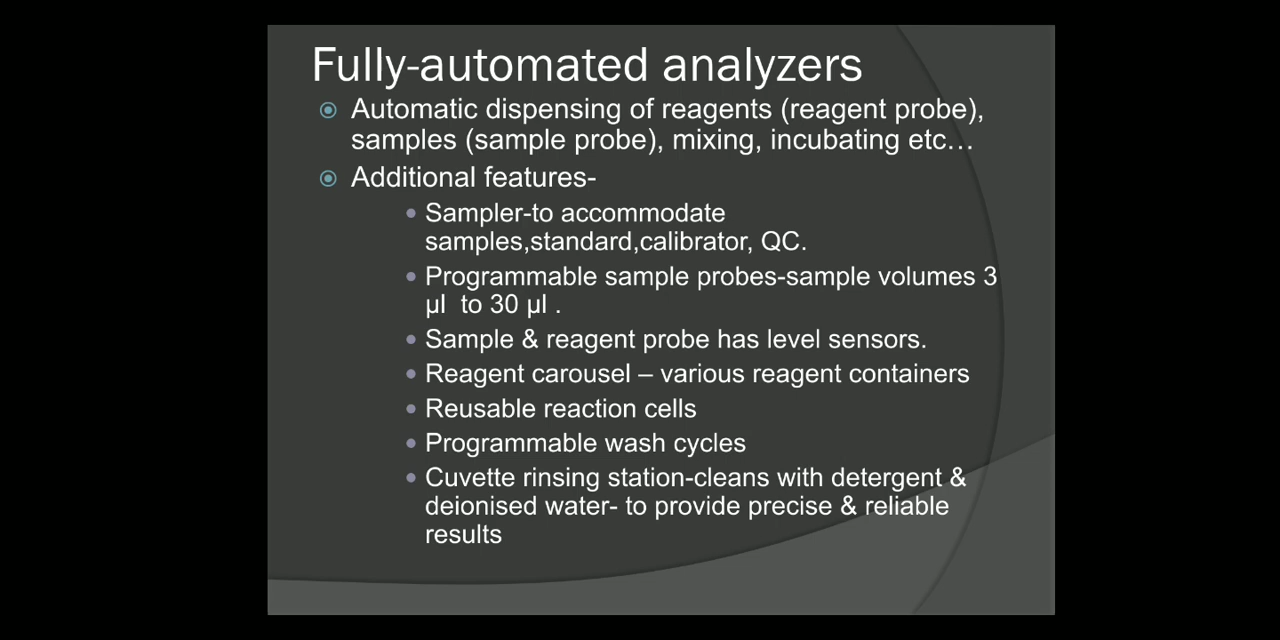 Fully-automated analyzers
Automatic dispensing of reagents (reagent probe),
samples (sample probe), mixing, incubating etc...
Additional features-
Sampler-to accommodate
samples,standard,calibrator, QC.
Programmable sample probes-sample volumes 3
µl  to 30 µl .
Sample & reagent probe has level sensors.
Reagent carousel – various reagent containers
Reusable reaction cells
Programmable wash cycles
Cuvette rinsing station-cleans with detergent &
deionised water- to provide precise & reliable
results